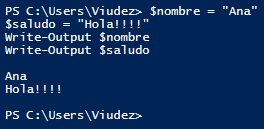 PS C:\Users\Viudez> $nombre = "Ana"
$saludo = "Hola!!!!"
Write-Output $nombre
Write-Output $saludo
Ana
Hola!!!!
PS C:\Users\Viudez>